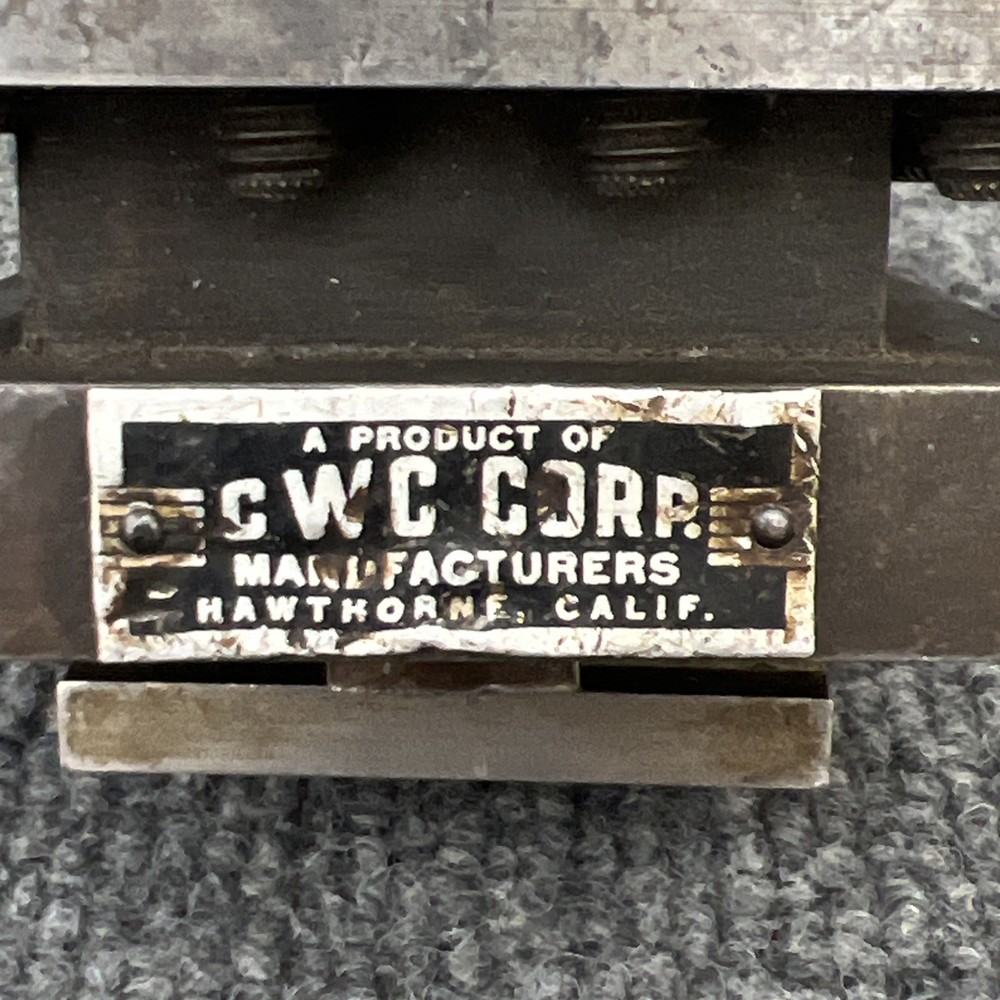 A PRODUCT OF
CWC CORP.
MANUFACTURERS
HAWTHORNE, CALIF.